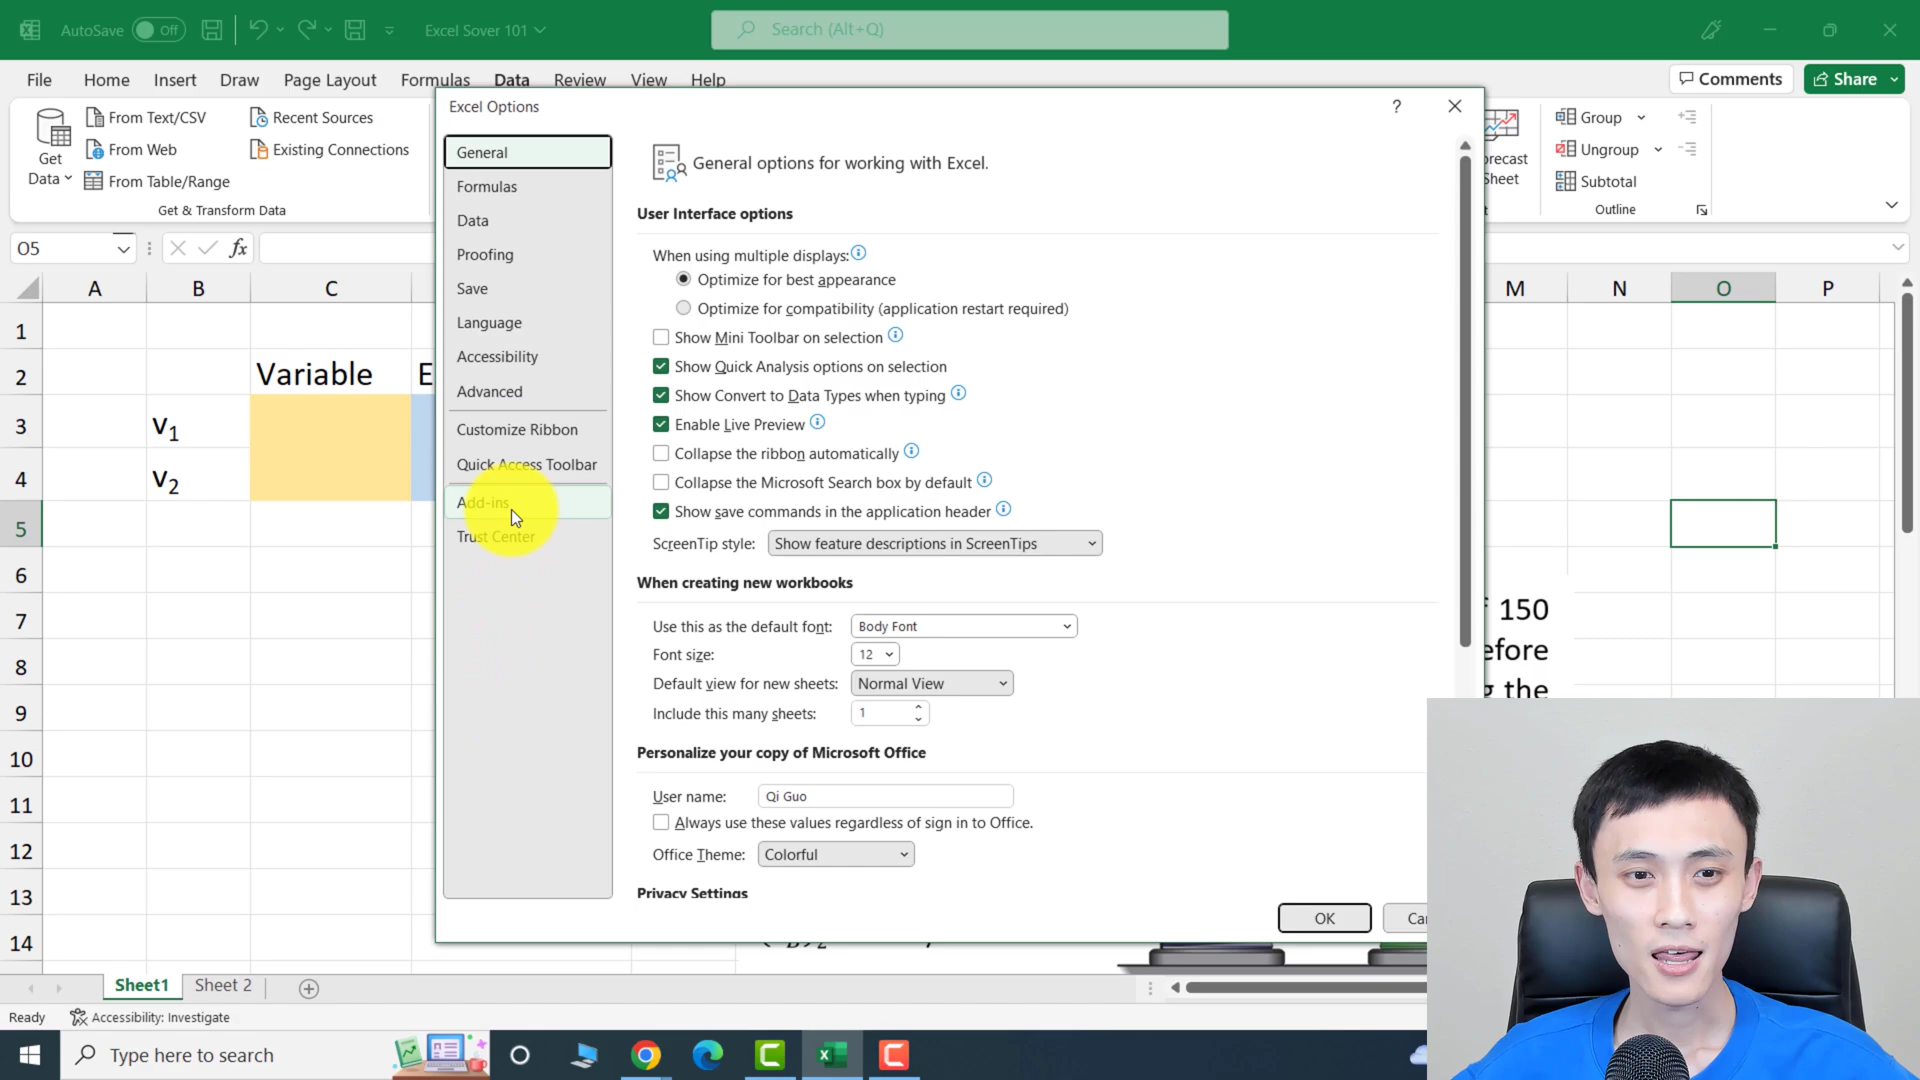 AutoSave Off Excel Sover 101 Search (Alt+Q)
File Home Insert Draw Page Layout Formulas Data Review View Help Comments Share
Get Data
From Text/CSV
From Web
From Table/Range
Recent Sources
Existing Connections
Get & Transform Data
Sheet
Group
Ungroup
Subtotal
Outline
O5 fx
Excel Options ?
General
Formulas
Data
Proofing
Save
Language
Accessibility
Advanced
Customize Ribbon
Quick Access Toolbar
Add-ins
Trust Center
General options for working with Excel.
User Interface options
When using multiple displays:
Optimize for best appearance
Optimize for compatibility (application restart required)
Show Mini Toolbar on selection
Show Quick Analysis options on selection
Show Convert to Data Types when typing
Enable Live Preview
Collapse the ribbon automatically
Collapse the Microsoft Search box by default
Show save commands in the application header
ScreenTip style: Show feature descriptions in ScreenTips
When creating new workbooks
Use this as the default font: Body Font
Font size: 12
Default view for new sheets: Normal View
Include this many sheets: 1
Personalize your copy of Microsoft Office
User name: Qi Guo
Always use these values regardless of sign in to Office.
Office Theme: Colorful
Privacy Settings
OK
A B C M N O P
1
2 Variable E
3 v1
4 v2
5
6
7
8
9
10
11
12
13
14
150
efore
the
Sheet1 Sheet 2
Ready Accessibility: Investigate
Type here to search